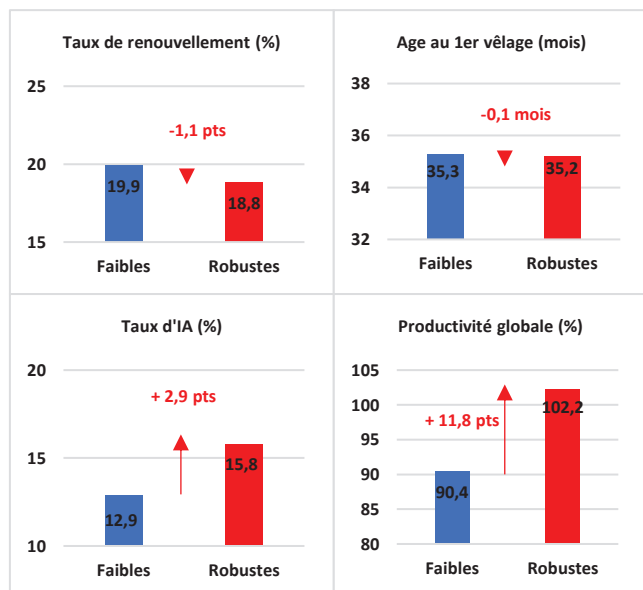 Taux de renouvellement (%)
25
-1,1 pts
20
19,9
18,8
15
Faibles Robustes
Age au 1er vêlage (mois)
38
-0,1 mois
36
35,3
35,2
34
32
Faibles Robustes
Taux d'IA (%)
20
+ 2,9 pts
15
15,8
12,9
10
Faibles Robustes
Productivité globale (%)
105
102,2
100
+ 11,8 pts
95
90
90,4
85
80
Faibles Robustes